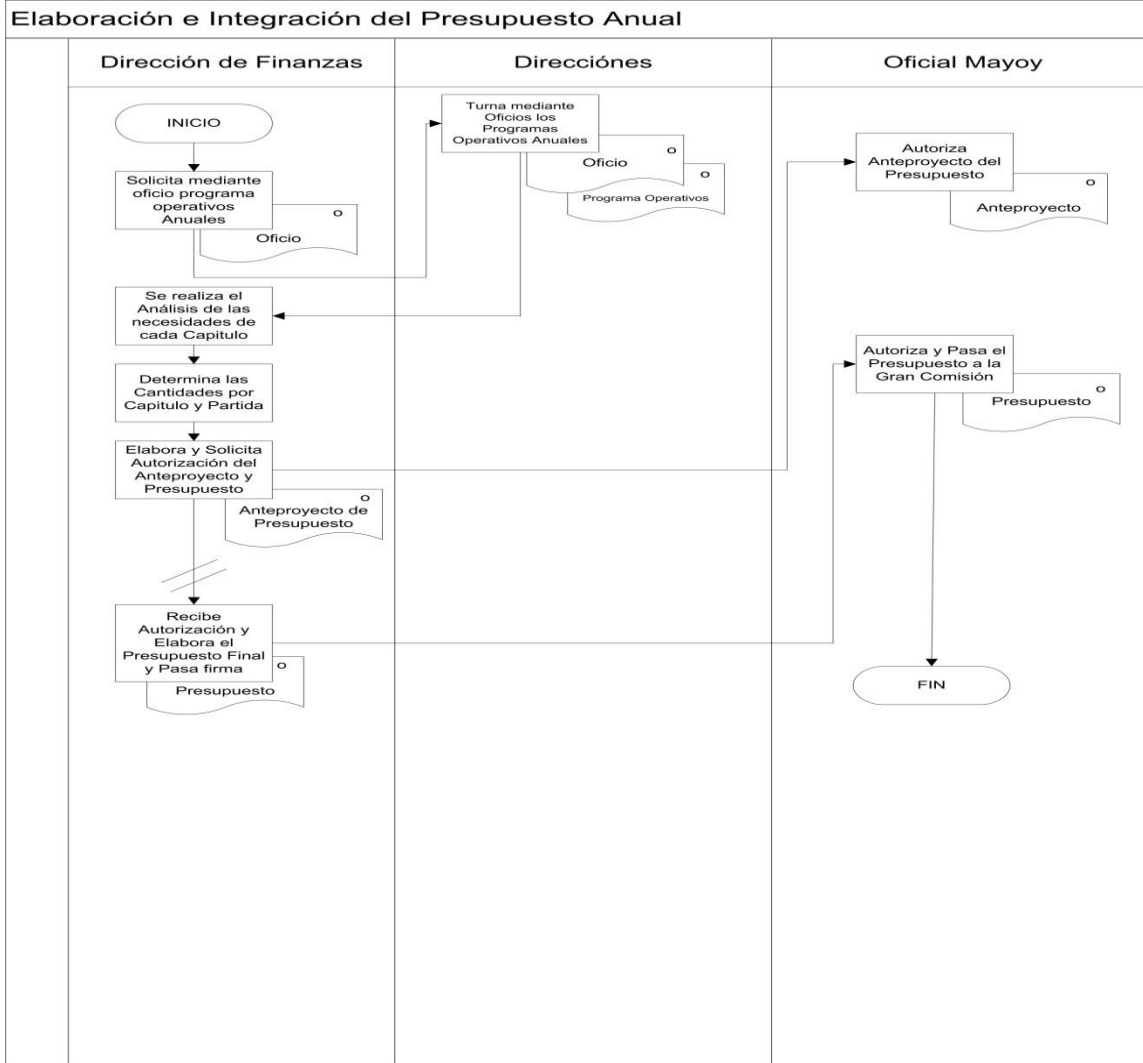 Elaboración e Integración del Presupuesto Anual
Dirección de Finanzas
Direcciónes
Oficial Mayoy
INICIO
Solicita mediante
oficio programa
operativos
Anuales
O
Oficio
Turna mediante
Oficios los
Programas
Operativos Anuales
O
Oficio
O
Programa Operativos
Se realiza el
Análisis de las
necesidades de
cada Capitulo
Determina las
Cantidades por
Capitulo y Partida
Elabora y Solicita
Autorización del
Anteproyecto y
Presupuesto
O
Anteproyecto de
Presupuesto
Autoriza
Anteproyecto del
Presupuesto
O
Anteproyecto
Recibe
Autorización y
Elabora el
Presupuesto Final
y Pasa firma
O
Presupuesto
Autoriza y Pasa el
Presupuesto a la
Gran Comisión
O
Presupuesto
FIN